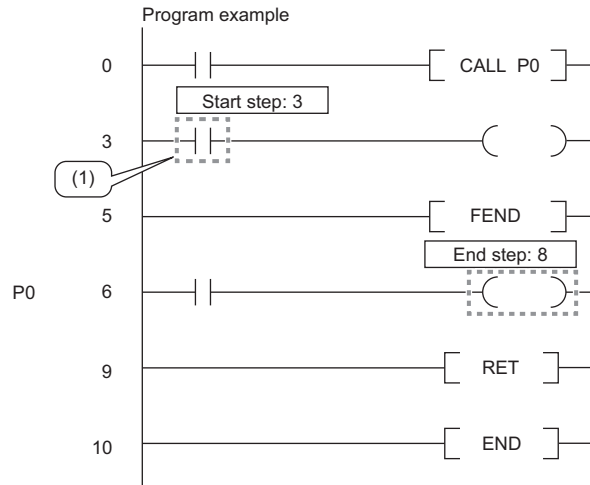 Program example
0 CALL P0
Start step: 3
3
(1)
5 FEND
End step: 8
P0 6
9 RET
10 END